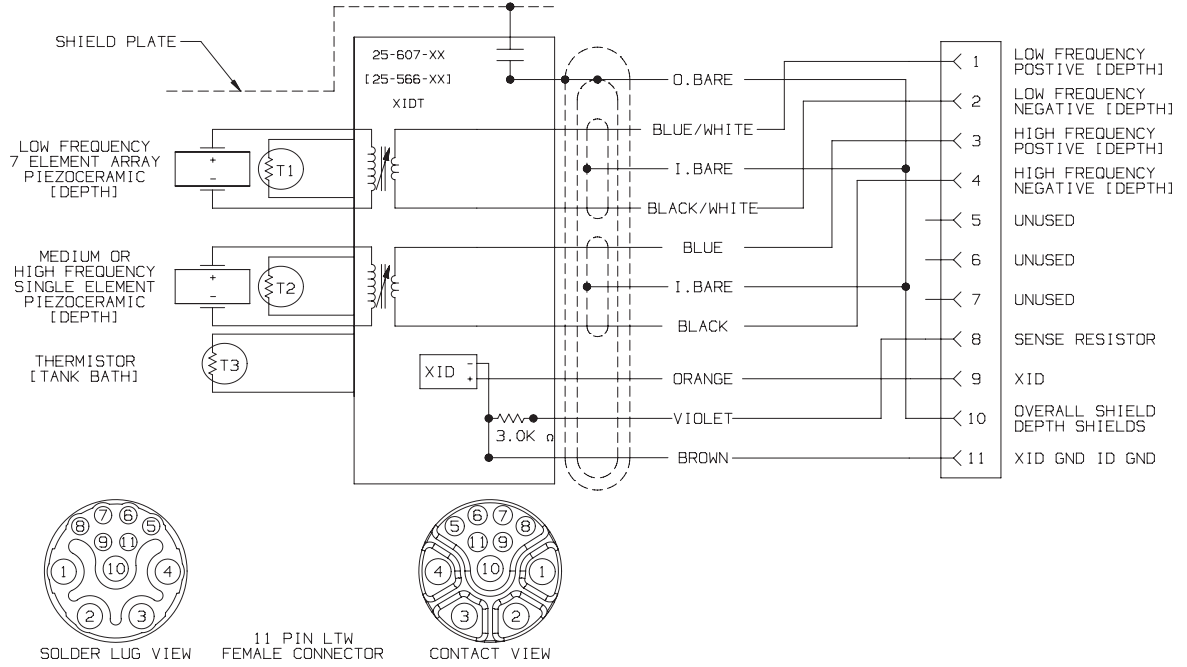 SHIELD PLATE
25-607-XX
[25-566-XX]
XIDT
LOW FREQUENCY
7 ELEMENT ARRAY
PIEZOCERAMIC
[DEPTH]
+
-
T1
MEDIUM OR
HIGH FREQUENCY
SINGLE ELEMENT
PIEZOCERAMIC
[DEPTH]
+
-
T2
THERMISTOR
[TANK BATH]
T3
XID
-
+
3.0K Ω
O.BARE
BLUE/WHITE
I.BARE
BLACK/WHITE
BLUE
I.BARE
BLACK
ORANGE
VIOLET
BROWN
1 LOW FREQUENCY
POSTIVE [DEPTH]
2 LOW FREQUENCY
NEGATIVE [DEPTH]
3 HIGH FREQUENCY
POSTIVE [DEPTH]
4 HIGH FREQUENCY
NEGATIVE [DEPTH]
5 UNUSED
6 UNUSED
7 UNUSED
8 SENSE RESISTOR
9 XID
10 OVERALL SHIELD
DEPTH SHIELDS
11 XID GND ID GND
7 6
8 5
9 11
1 10 4
2 3
SOLDER LUG VIEW
11 PIN LTW
FEMALE CONNECTOR
6 7
5 8
11 9
4 10 1
3 2
CONTACT VIEW